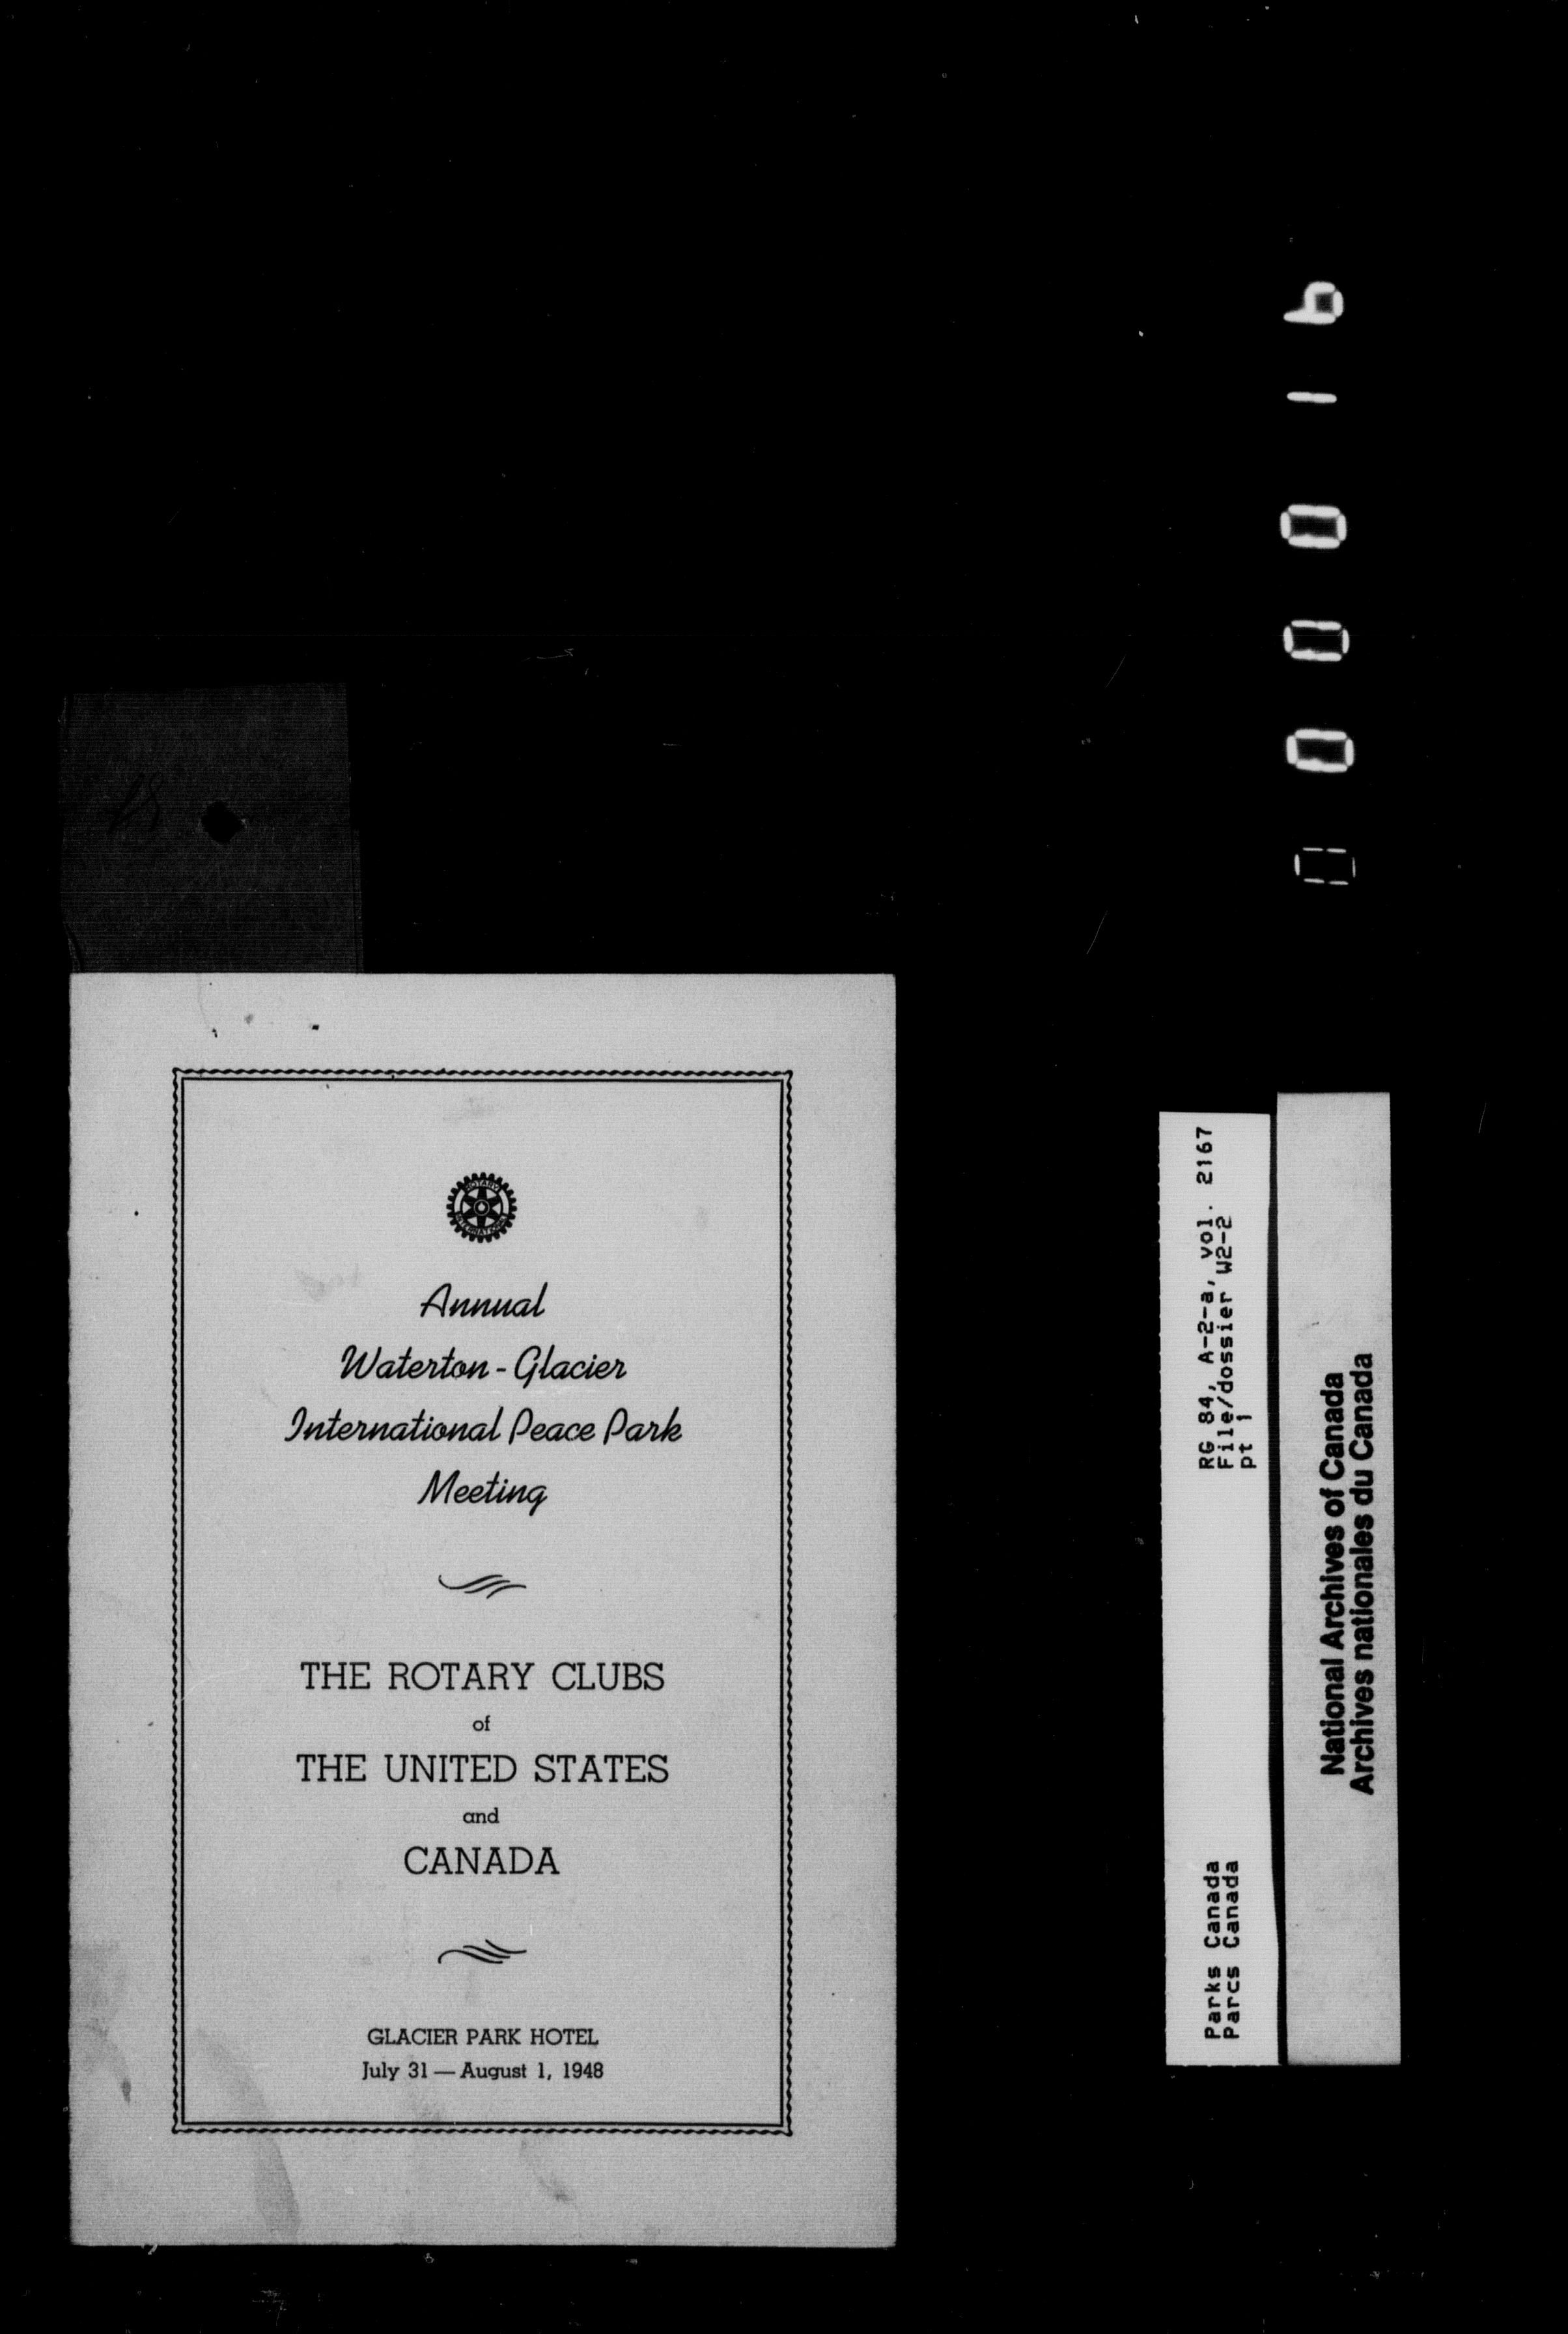 ROTARY
INTERNATIONAL
Annual
Waterton-Glacier
International Peace Park
Meeting
THE ROTARY CLUBS
of
THE UNITED STATES
and
CANADA
GLACIER PARK HOTEL
July 31 — August 1, 1948
Parks Canada
Parcs Canada
RG 84, A-2-a, vol. 2167
File/dossier W2-2
pt 1
National Archives of Canada
Archives nationales du Canada